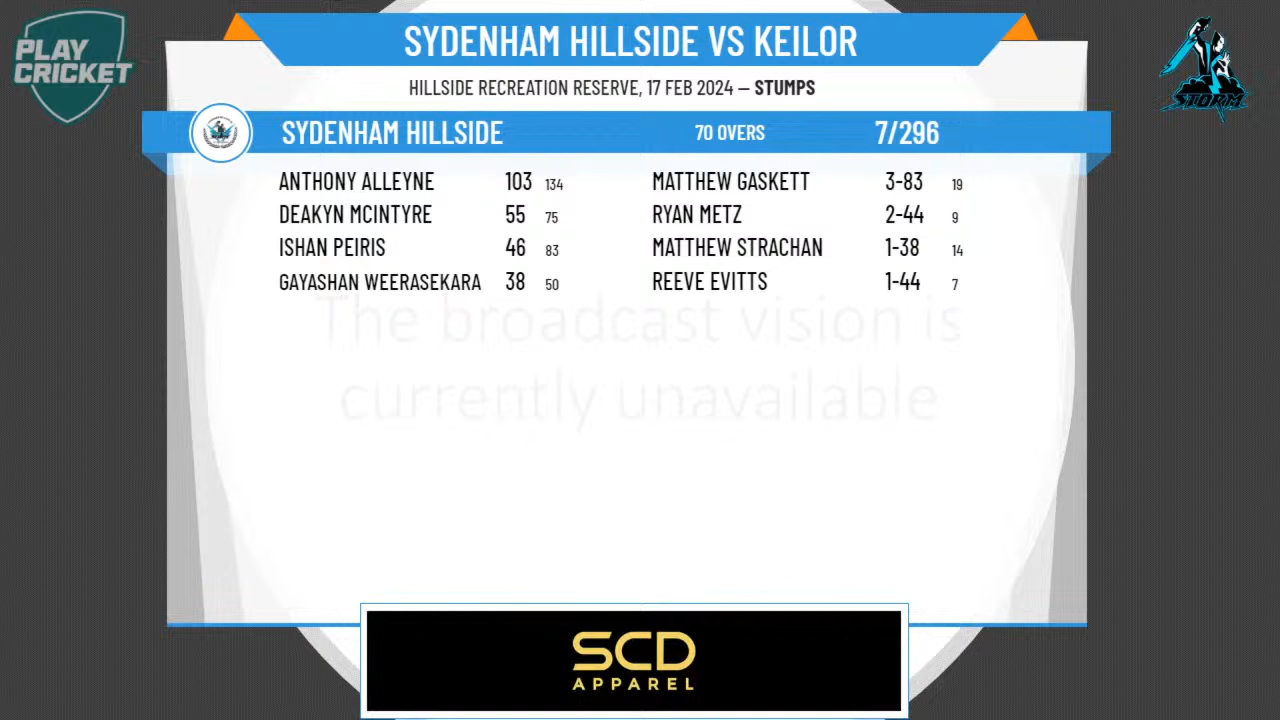 PLAY
CRICKET
SYDENHAM HILLSIDE VS KEILOR
STORM
HILLSIDE RECREATION RESERVE, 17 FEB 2024 – STUMPS
SYDENHAM HILLSIDE 70 OVERS 7/296
ANTHONY ALLEYNE 103 134 MATTHEW GASKETT 3-83 19
DEAKYN MCINTYRE 55 75 RYAN METZ 2-44 9
ISHAN PEIRIS 46 83 MATTHEW STRACHAN 1-38 14
GAYASHAN WEERASEKARA 38 50 REEVE EVITTS 1-44 7
The broadcast vision is
currently unavailable
SCD
APPAREL